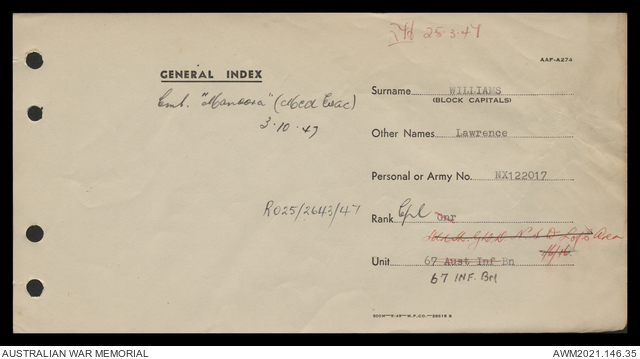 25.3.47
AAF-A274
GENERAL INDEX
Emb. "Manoora" (Med Evac)
3.10.47
Surname WILLIAMS
(BLOCK CAPITALS)
Other Names Lawrence
Personal or Army No. NX122017
RO25/2643/47
Rank Cpl Gnr
Area
Unit 67 Aust Inf Bn
67 INF. BN
AUSTRALIAN WAR MEMORIAL
AWM2021.146.35